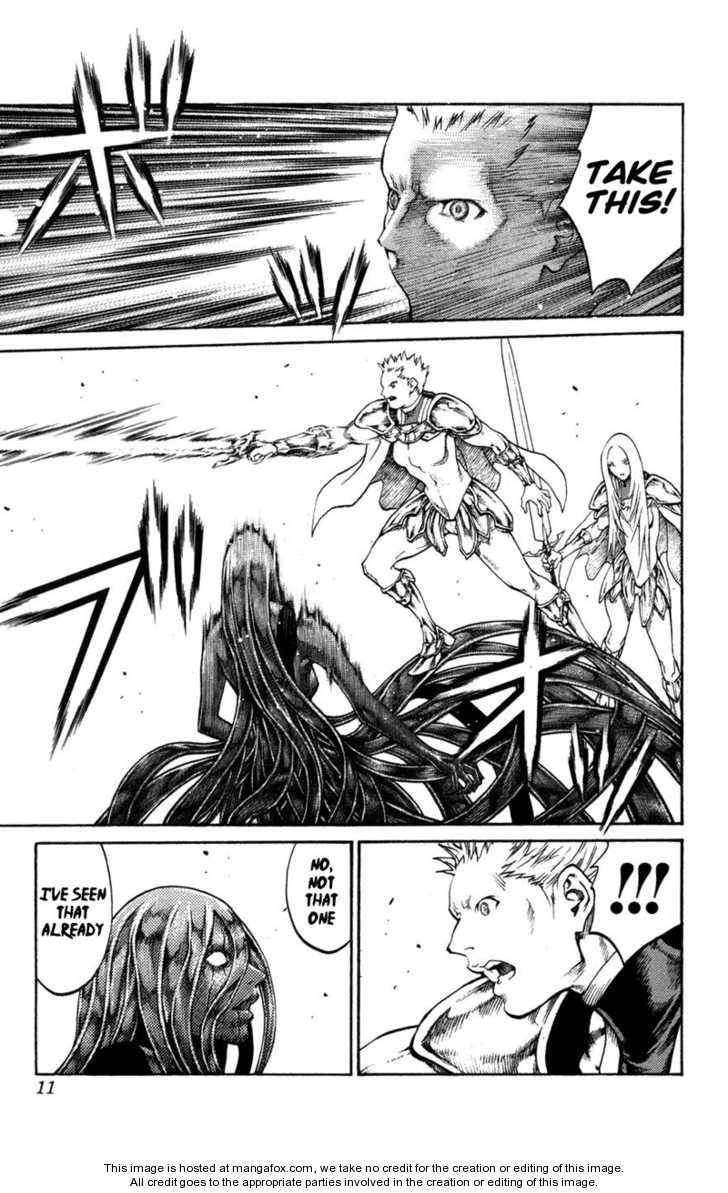 TAKE
THIS!
!!!
NO,
NOT
THAT
ONE
I'VE SEEN
THAT
ALREADY
11
This image is hosted at mangafox.com, we take no credit for the creation or editing of this image.
All credit goes to the appropriate parties involved in the creation or editing of this image.